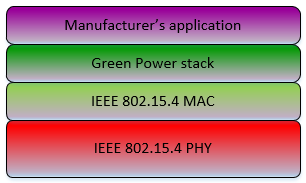 Manufacturer’s application
Green Power stack
IEEE 802.15.4 MAC
IEEE 802.15.4 PHY